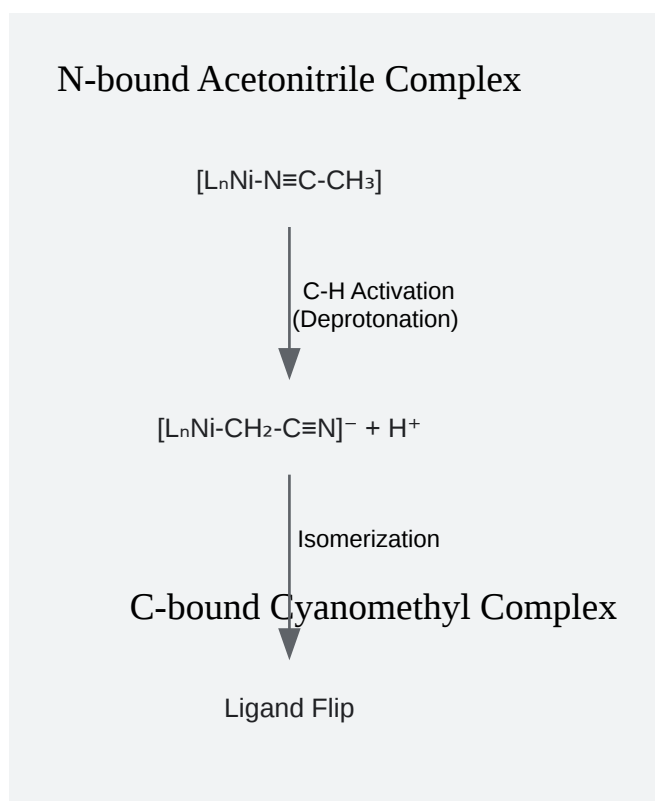 N-bound Acetonitrile Complex
[LₙNi-N≡C-CH₃]
C-H Activation
(Deprotonation)
[LₙNi-CH₂-C≡N]⁻ + H⁺
Isomerization
C-bound Cyanomethyl Complex
Ligand Flip